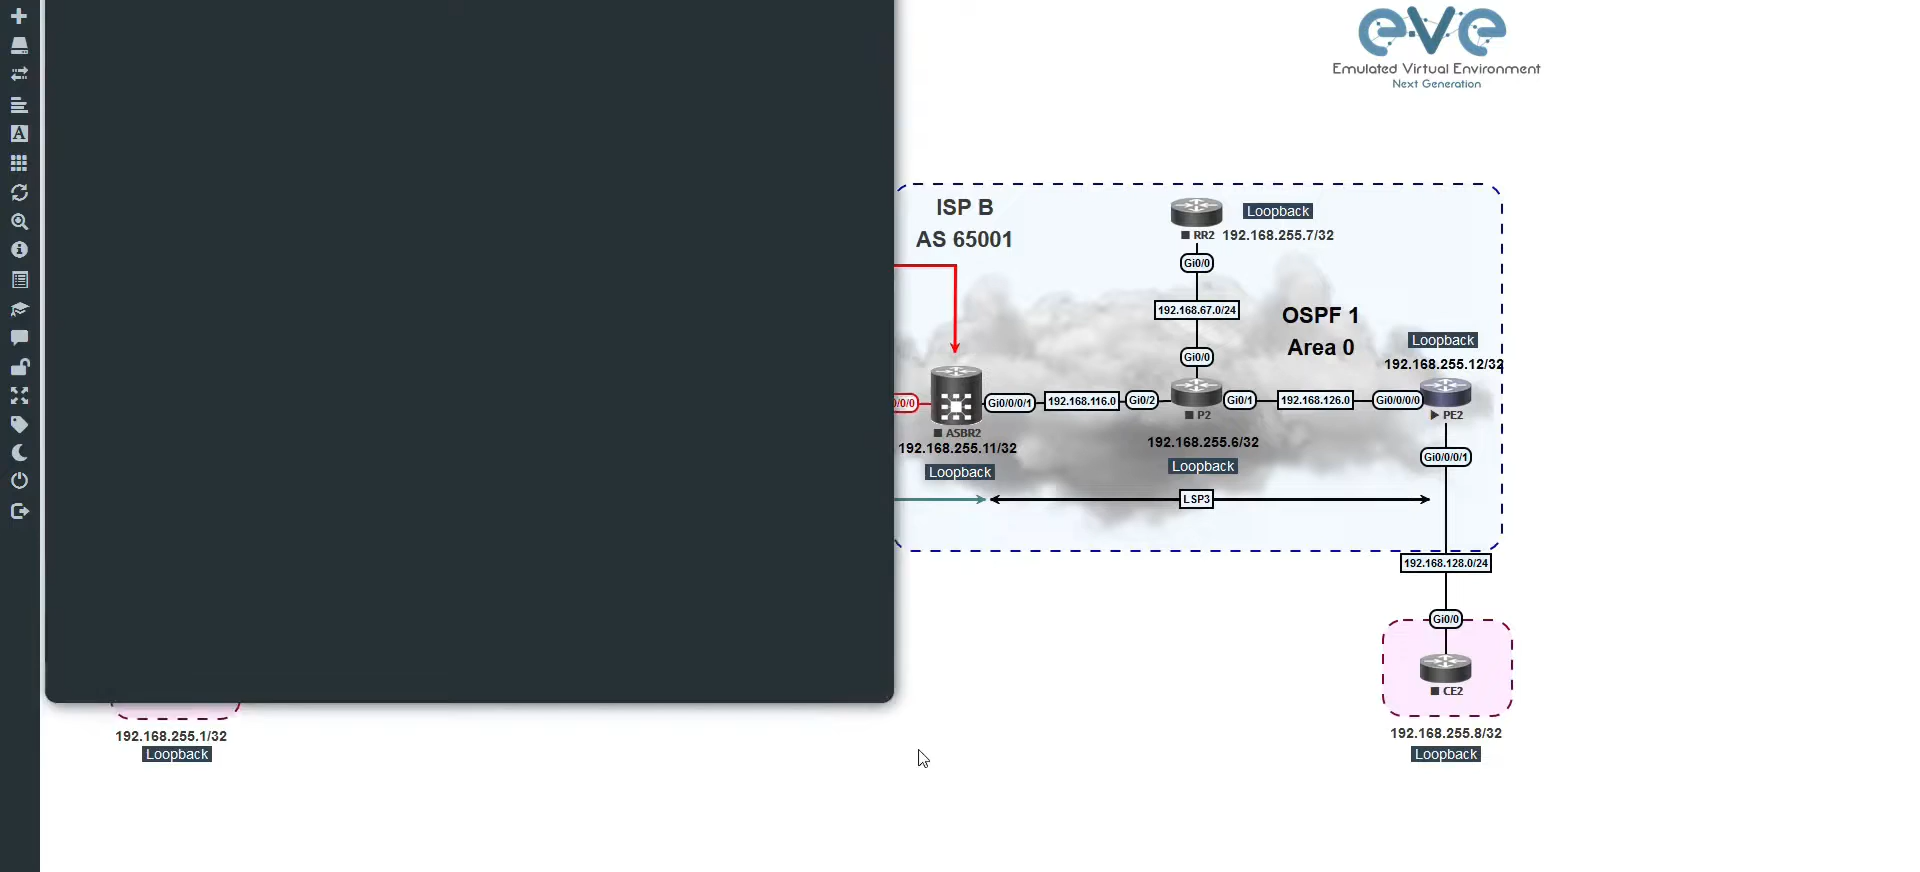 eve
Emulated Virtual Environment
Next Generation
ISP B
AS 65001
Loopback
RR2 192.168.255.7/32
Gi0/0
192.168.67.0/24
OSPF 1
Area 0
Gi0/0
Loopback
192.168.255.12/32
/0/0
Gi0/0/0/1
192.168.116.0
Gi0/2
Gi0/1
192.168.126.0
Gi0/0/0/0
P2
PE2
ASBR2
192.168.255.11/32
Loopback
192.168.255.6/32
Loopback
Gi0/0/0/1
LSP3
192.168.128.0/24
Gi0/0
CE2
192.168.255.8/32
Loopback
192.168.255.1/32
Loopback
A